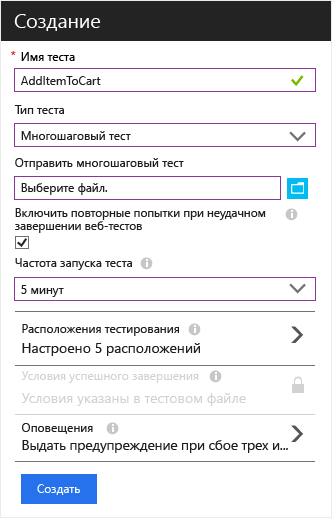 Создание
* Имя теста
AddItemToCart
Тип теста
Многошаговый тест
Отправить многошаговый тест
Выберите файл.
Включить повторные попытки при неудачном
завершении веб-тестов
Частота запуска теста
5 минут
Расположения тестирования
Настроено 5 расположений
Условия успешного завершения
Условия указаны в тестовом файле
Оповещения
Выдать предупреждение при сбое трех и...
Создать